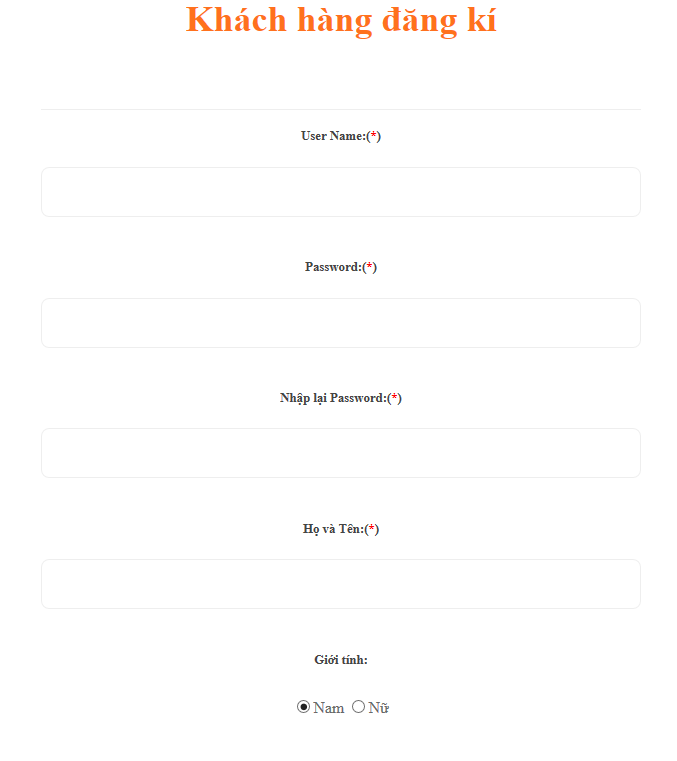 Khách hàng đăng kí
User Name:(*)
Password:(*)
Nhập lại Password:(*)
Họ và Tên:(*)
Giới tính:
Nam Nữ